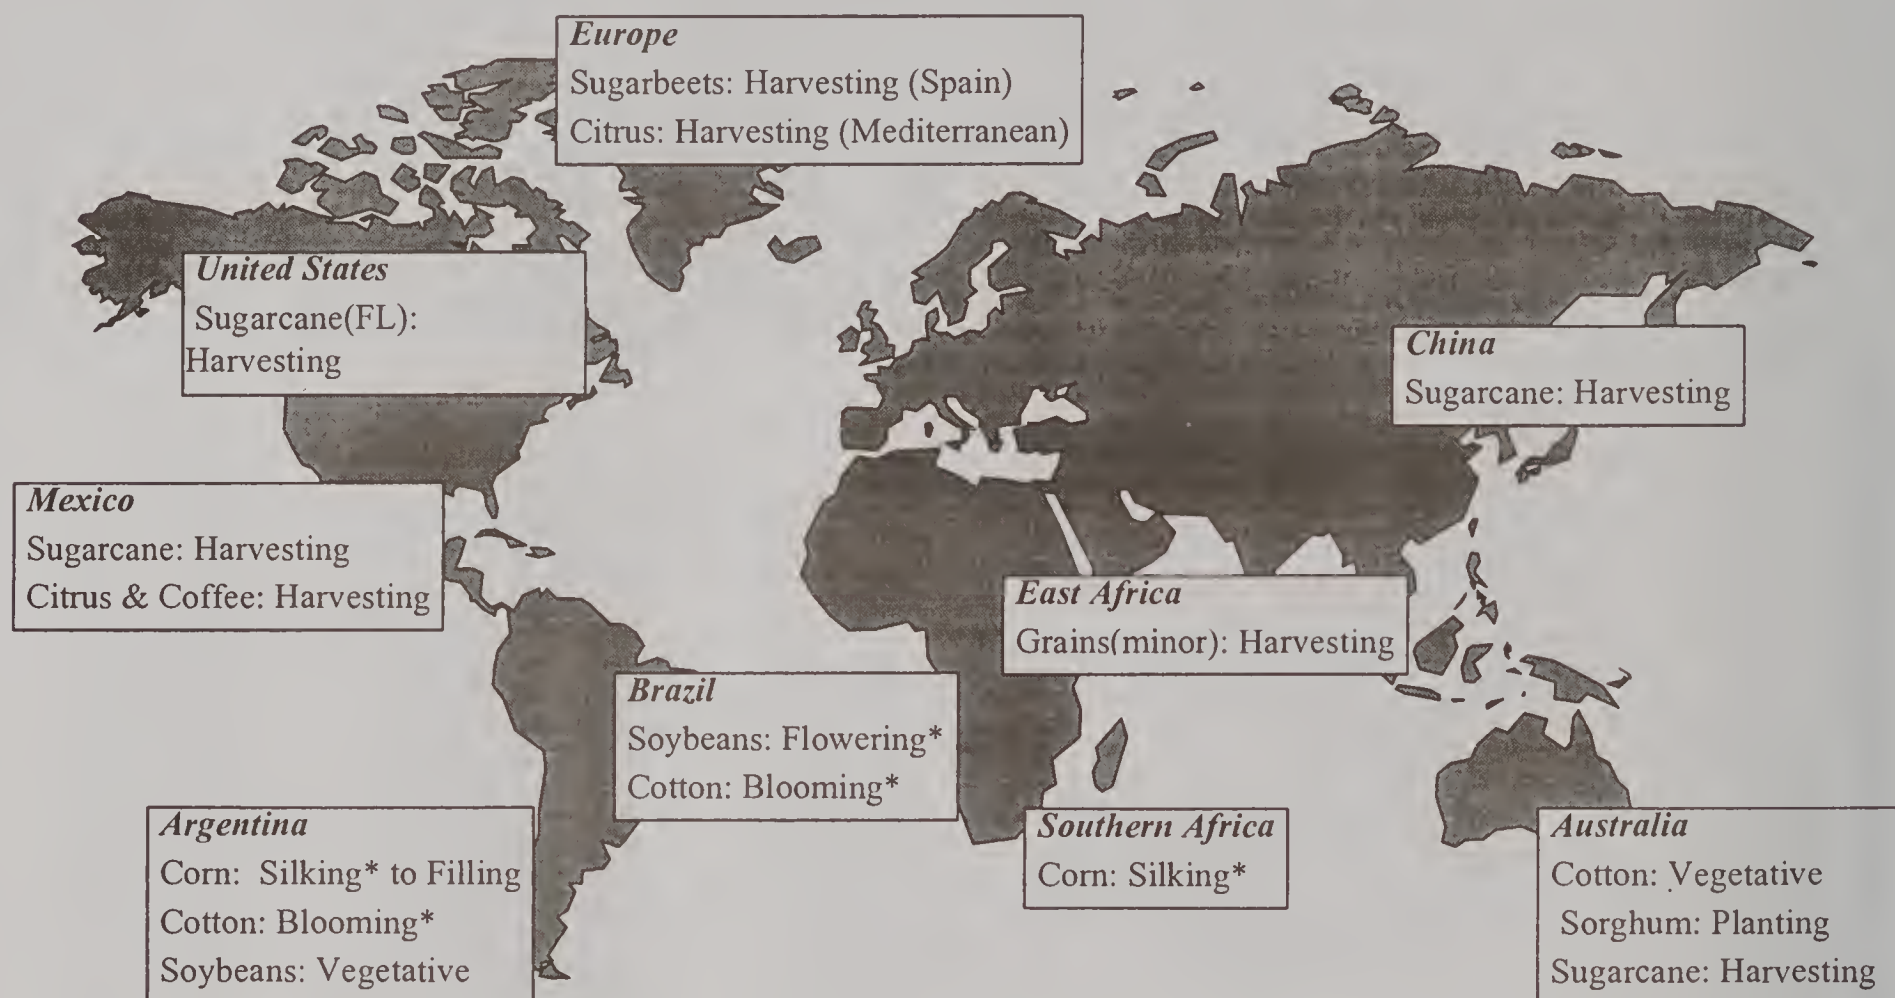 Europe
Sugarbeets: Harvesting (Spain)
Citrus: Harvesting (Mediterranean)
United States
Sugarcane(FL):
Harvesting
China
Sugarcane: Harvesting
Mexico
Sugarcane: Harvesting
Citrus & Coffee: Harvesting
East Africa
Grains(minor): Harvesting
Brazil
Soybeans: Flowering*
Cotton: Blooming*
Argentina
Corn: Silking* to Filling
Cotton: Blooming*
Soybeans: Vegetative
Southern Africa
Corn: Silking*
Australia
Cotton: Vegetative
Sorghum: Planting
Sugarcane: Harvesting